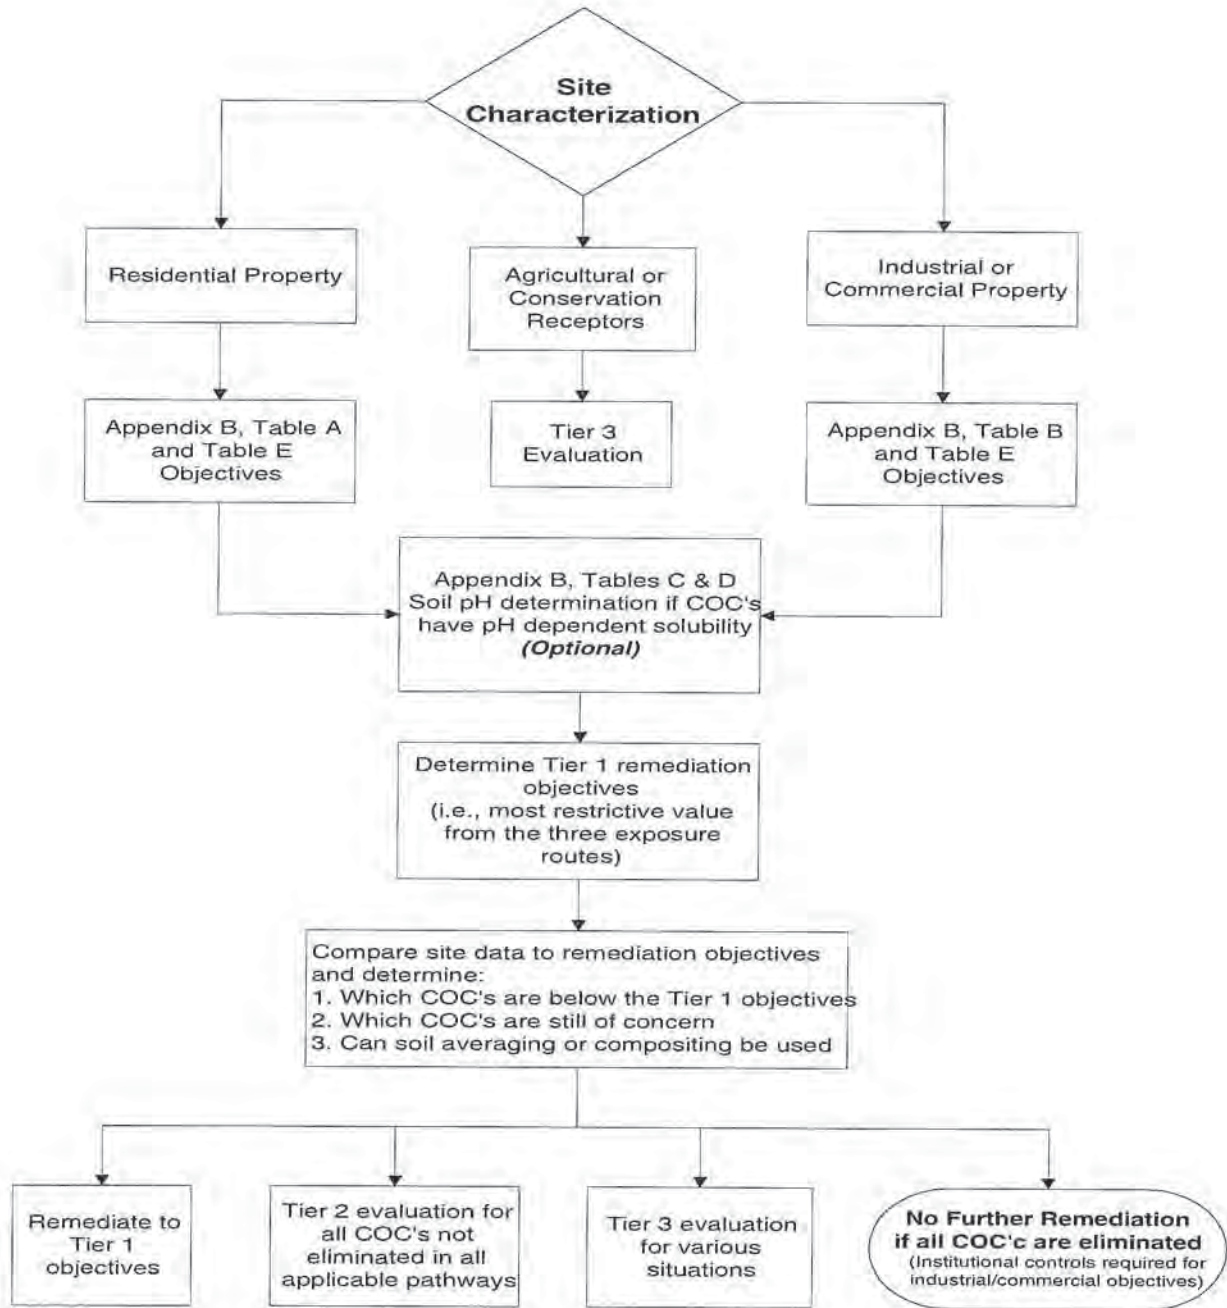 Site
Characterization
Residential Property
Agricultural or
Conservation
Receptors
Industrial or
Commercial Property
Appendix B, Table A
and Table E
Objectives
Tier 3
Evaluation
Appendix B, Table B
and Table E
Objectives
Appendix B, Tables C & D
Soil pH determination if COC's
have pH dependent solubility
(Optional)
Determine Tier 1 remediation
objectives
(i.e., most restrictive value
from the three exposure
routes)
Compare site data to remediation objectives
and determine:
1. Which COC's are below the Tier 1 objectives
2. Which COC's are still of concern
3. Can soil averaging or compositing be used
Remediate to
Tier 1
objectives
Tier 2 evaluation for
all COC's not
eliminated in all
applicable pathways
Tier 3 evaluation
for various
situations
No Further Remediation
if all COC'c are eliminated
(Institutional controls required for
industrial/commercial objectives)